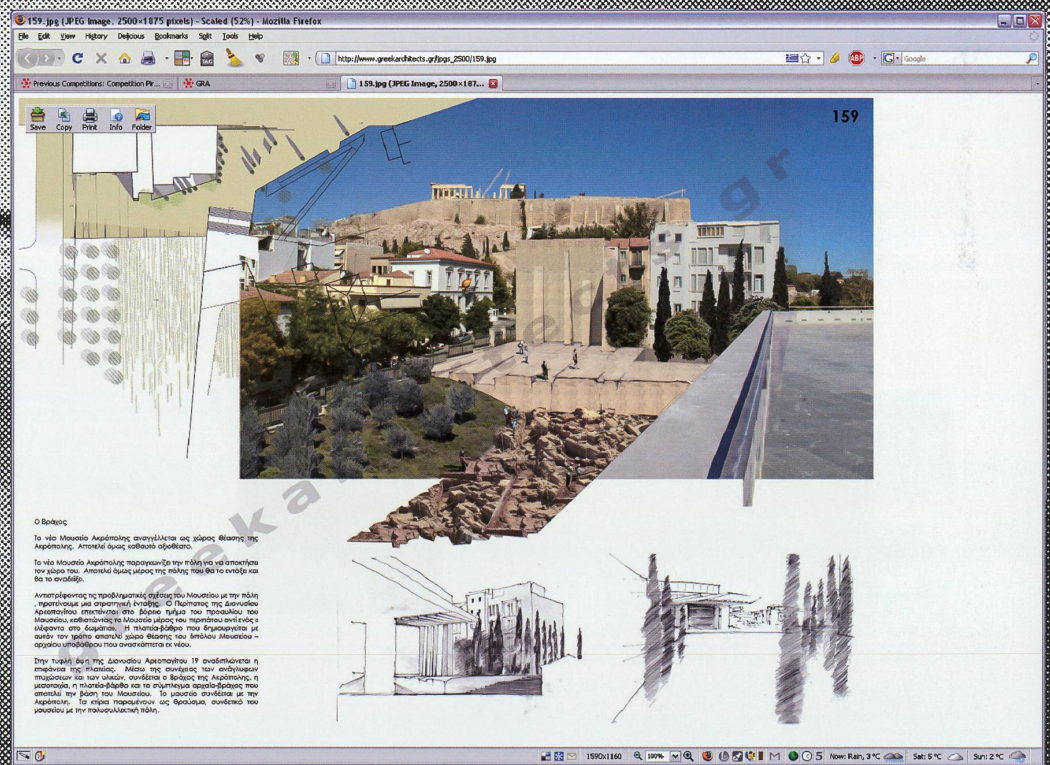 159.jpg (JPEG Image, 2500×1875 pixels) - Scaled (52%) - Mozilla Firefox
File Edit View History Delicious Bookmarks Split Tools Help
http://www.greekarchitects.gr/jpgs_2500/159.jpg
ABP
Google
Previous Competitions: Competition Pir...
GRA
159.jpg (JPEG Image, 2500×187...
Save Copy Print Info Folder
159
Ο Βράχος
Το νέο Μουσείο Ακρόπολης αναγγέλλεται ως χώρος θέασης της
Ακρόπολης. Αποτελεί όμως καθαυτό αξιοθέατο.
Το νέο Μουσείο Ακρόπολης παραγκωνίζει την πόλη για να αποκτήσει
τον χώρο του. Αποτελεί όμως μέρος της πόλης που θα το εντάξει και
θα το αναδείξει.
Αντιστρέφοντας τις προβληματικές σχέσεις του Μουσείου με την πόλη
, προτείνουμε μια στρατηγική ένταξης. Ο Περίπατος της Διονυσίου
Αρεοπαγίτου επεκτείνεται στο βόρειο τμήμα του προαυλίου του
Μουσείου, καθιστώντας το Μουσείο μέρος του περιπάτου αντί ενός ε
ελέφαντα στο δωμάτιο. Η πλατεία-βάθρο που δημιουργείται με
αυτόν τον τρόπο αποτελεί χώρο θέασης του διπόλου Μουσείου –
αρχαίου υποβάθρου που ανασκάπτεται εκ νέου.
Στην τυφλή όψη της Διονυσίου Αρεοπαγίτου 19 αναδιπλώνεται η
επιφάνεια της πλατείας. Μέσω της συνέχειας των ανάγλυφων
πτυχώσεων και των υλικών, συνδέεται ο Βράχος της Ακρόπολης, η
μεσοτοιχία, η πλατεία-βάρθο και το σύμπλεγμα αρχαία-βράχος που
αποτελεί την βάση του Μουσείου. Το μουσείο συνδέεται με την
Ακρόπολη. Τα κτίρια παραμένουν ως θραύσμα, συνδετικό του
μουσείου με την πολυσυλλεκτική πόλη.
1590x1160 100% 5 Now: Rain, 3 °C Sat: 5 °C Sun: 2 °C